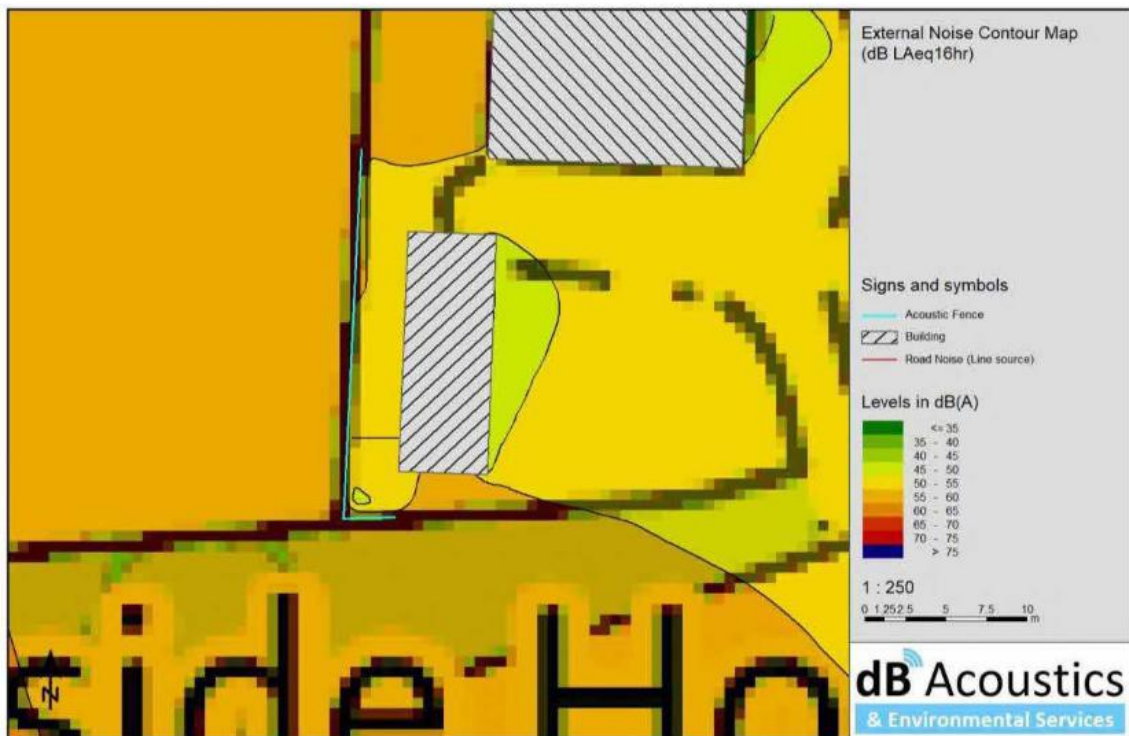 External Noise Contour Map
(dB LAeq16hr)
Signs and symbols
Acoustic Fence
Building
Road Noise (Line source)
Levels in dB(A)
<= 35
35 - 40
40 - 45
45 - 50
50 - 55
55 - 60
60 - 65
65 - 70
70 - 75
> 75
1 : 250
0 1.25 2.5 5 7.5 10
m
N
side Ho
dB Acoustics
& Environmental Services